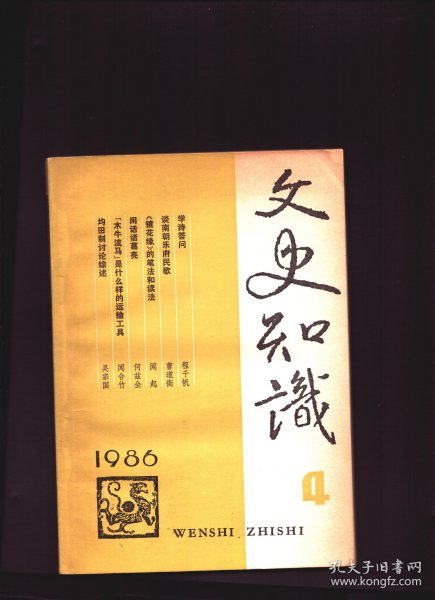 文史知識
学诗答问 程千帆
谈南朝乐府民歌 曹道衡
《镜花缘》的笔法和读法 闻起
闲话诸葛亮 何兹全
「木牛流马」是什么样的运输工具 闻合竹
均田制讨论综述 吴宗国
1986
4
WENSHI ZHISHI
孔夫子旧书网
www.kongfz.com